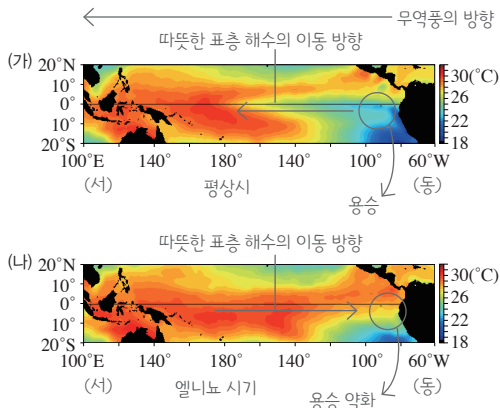 무역풍의 방향
따뜻한 표층 해수의 이동 방향
(가)
20°N
10°
0°
10°
20°S
30(℃)
26
22
18
100°E 140° 180° 140° 100° 60°W
(서) 평상시 (동)
용승
따뜻한 표층 해수의 이동 방향
(나)
20°N
10°
0°
10°
20°S
30(℃)
26
22
18
100°E 140° 180° 140° 100° 60°W
(서) 엘니뇨 시기 (동)
용승 약화